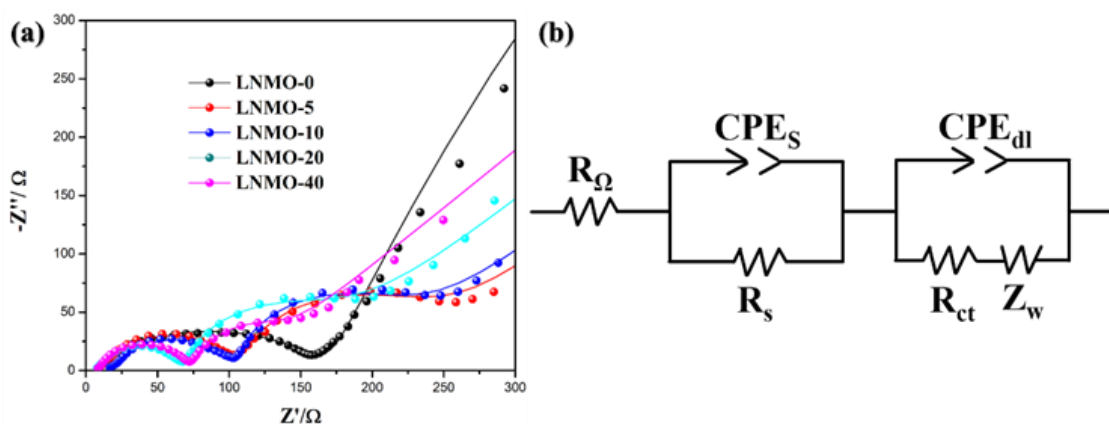 (a)
300
250
200
150
100
50
0
-Z''/ Ω
LNMO-0
LNMO-5
LNMO-10
LNMO-20
LNMO-40
0 50 100 150 200 250 300
Z'/Ω
(b)
CPE_S CPE_dl
R_Ω
R_s R_ct Z_w